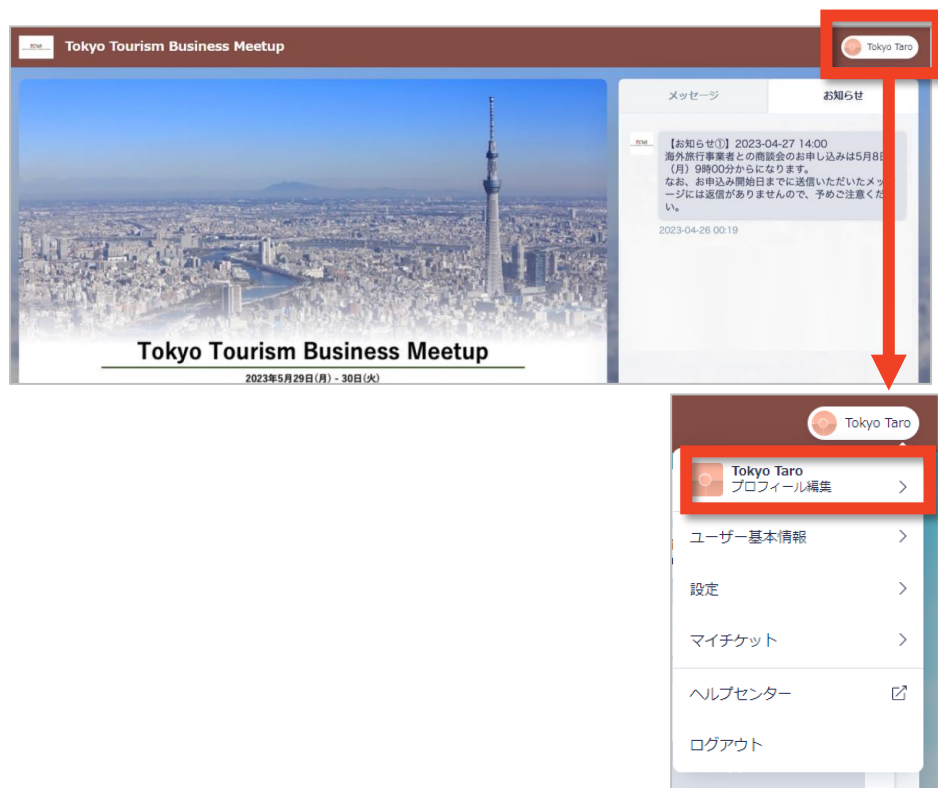 Tokyo Tourism Business Meetup
Tokyo Taro
メッセージ
お知らせ
【お知らせ①】2023-04-27 14:00
海外旅行事業者との商談会のお申し込みは5月8日
（月）9時00分からになります。
なお、お申込み開始日までに送信いただいたメッ
ージには返信がありませんので、予めご注意くだ
い。
2023-04-26 00:19
Tokyo Tourism Business Meetup
2023年5月29日(月) - 30日(火)
Tokyo Taro
Tokyo Taro
プロフィール編集
ユーザー基本情報
設定
マイチケット
ヘルプセンター
ログアウト